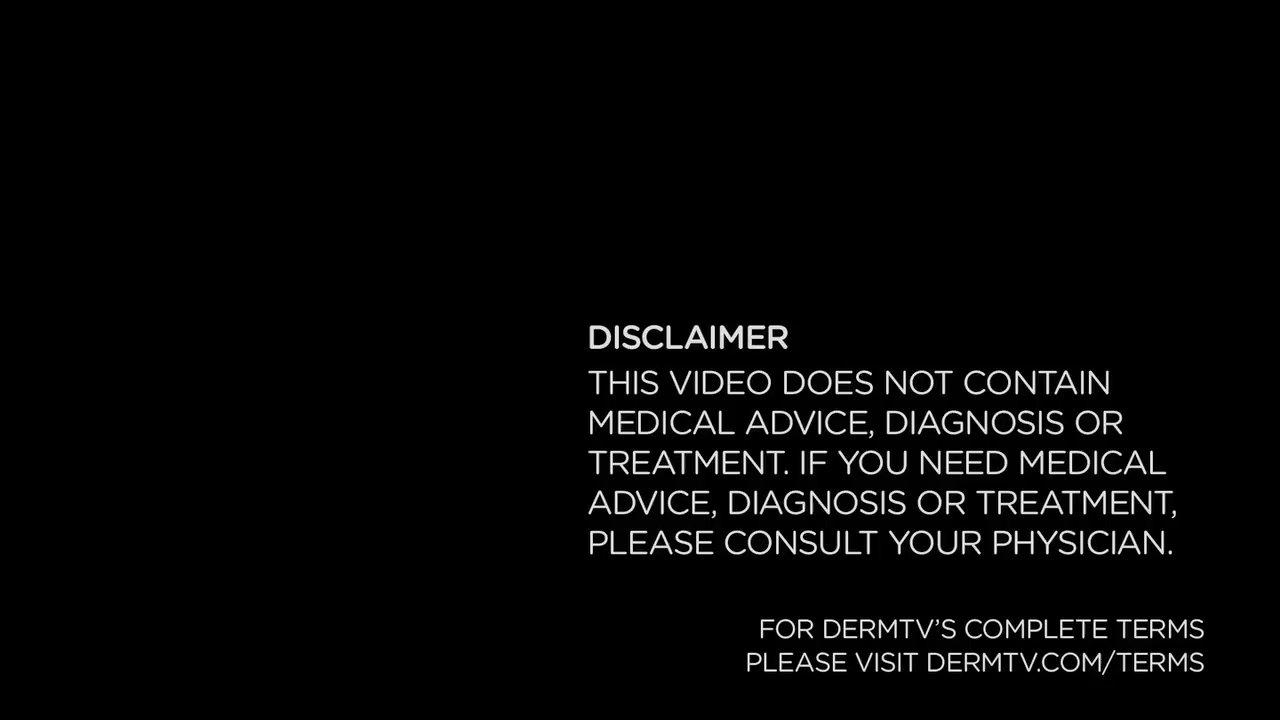 DISCLAIMER
THIS VIDEO DOES NOT CONTAIN
MEDICAL ADVICE, DIAGNOSIS OR
TREATMENT. IF YOU NEED MEDICAL
ADVICE, DIAGNOSIS OR TREATMENT,
PLEASE CONSULT YOUR PHYSICIAN.
FOR DERMTV’S COMPLETE TERMS
PLEASE VISIT DERMTV.COM/TERMS